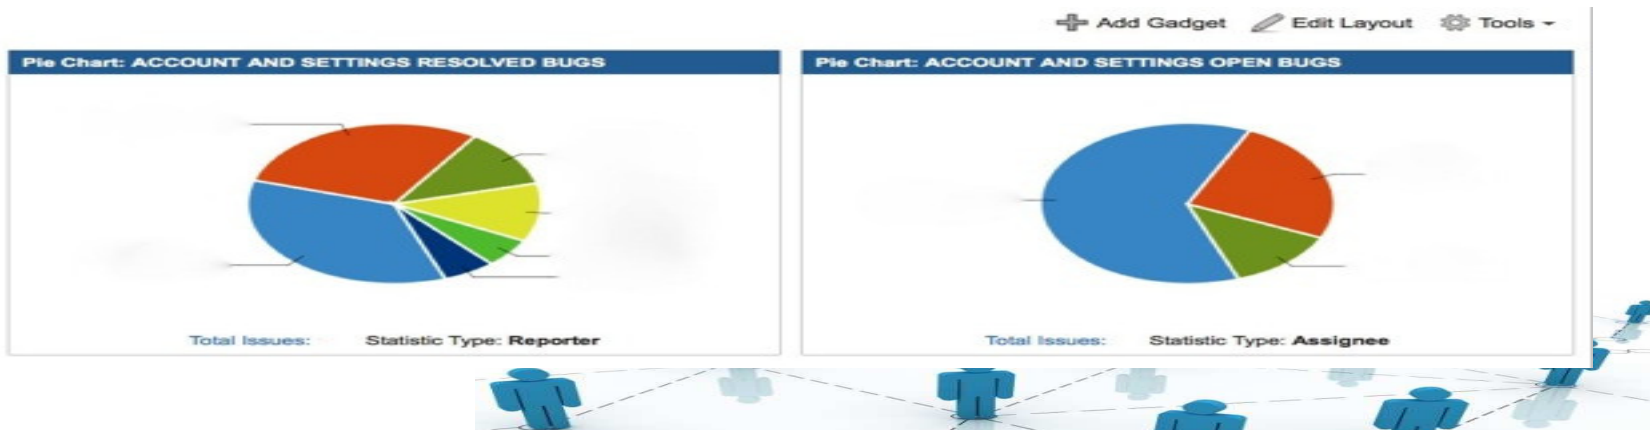 Add Gadget Edit Layout Tools
Pie Chart: ACCOUNT AND SETTINGS RESOLVED BUGS
Total Issues: Statistic Type: Reporter
Pie Chart: ACCOUNT AND SETTINGS OPEN BUGS
Total Issues: Statistic Type: Assignee